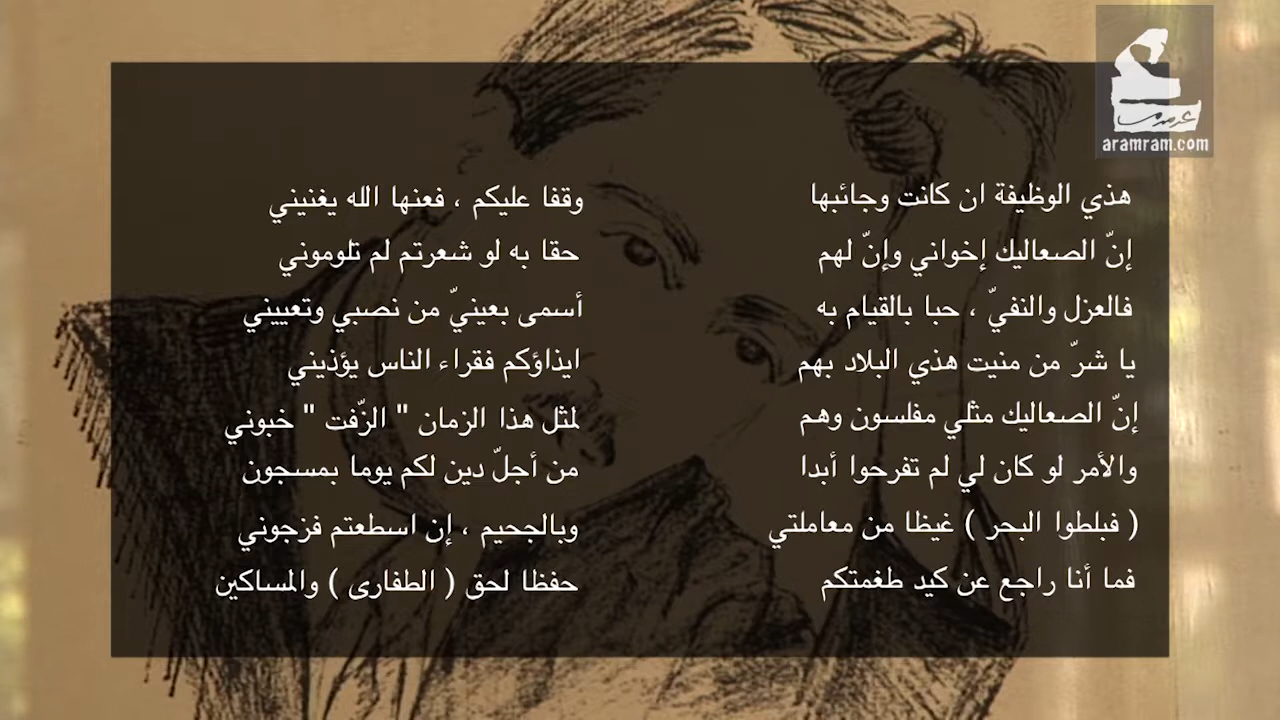 هذي الوظيفة ان كانت وجائبها وقفا عليكم ، فعنها الله يغنيني
إنّ الصعاليك إخواني وإنّ لهم حقا به لو شعرتم لم تلوموني
فالعزل والنفيّ ، حبا بالقيام به أسمى بعينيّ من نصبي وتعييني
يا شرّ من منيت هذي البلاد بهم ايذاؤكم فقراء الناس يؤذيني
إنّ الصعاليك مثلي مفلسون وهم لمثل هذا الزمان " الزّفت " خبوني
والأمر لو كان لي لم تفرحوا أبدا من أجلّ دين لكم يوما بمسجون
( فبلطوا البحر ) غيظا من معاملتي وبالجحيم ، إن اسطعتم فزجوني
فما أنا راجع عن كيد طغمتكم حفظا لحق ( الطفارى ) والمساكين
عرمرم
aramram.com